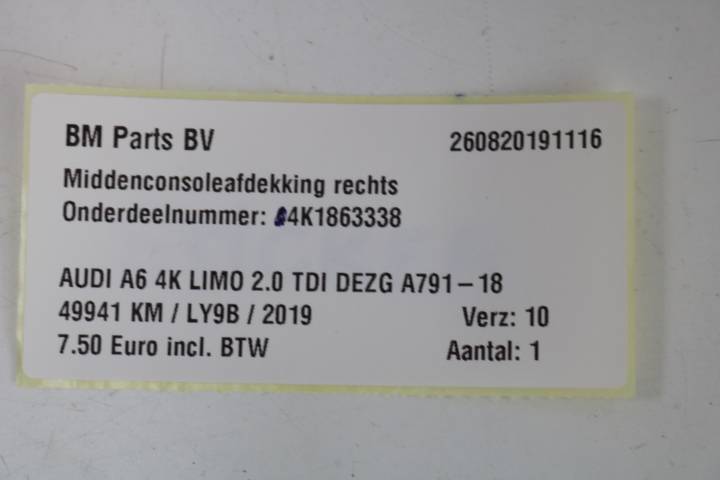 BM Parts BV 260820191116
Middenconsoleafdekking rechts
Onderdeelnummer: 4K1863338
AUDI A6 4K LIMO 2.0 TDI DEZG A791-18
49941 KM / LY9B / 2019 Verz: 10
7.50 Euro incl. BTW Aantal: 1